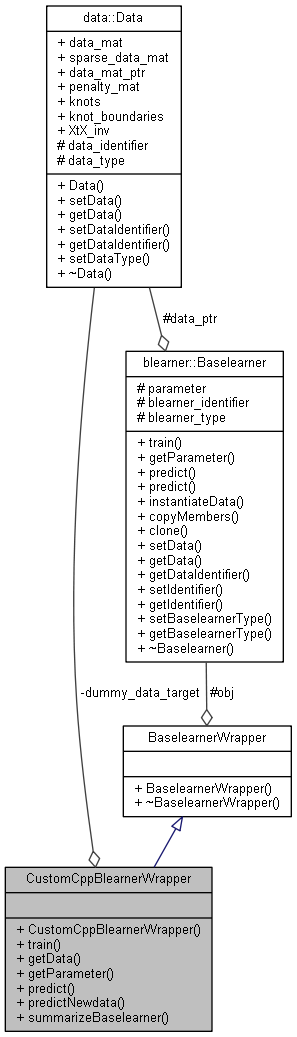 data::Data
+ data_mat
+ sparse_data_mat
+ data_mat_ptr
+ penalty_mat
+ knots
+ knot_boundaries
+ XtX_inv
# data_identifier
# data_type
+ Data()
+ setData()
+ getData()
+ setDataIdentifier()
+ getDataIdentifier()
+ setDataType()
+ ~Data()
#data_ptr
blearner::Baselearner
# parameter
# blearner_identifier
# blearner_type
+ train()
+ getParameter()
+ predict()
+ predict()
+ instantiateData()
+ copyMembers()
+ clone()
+ setData()
+ getData()
+ getDataIdentifier()
+ setIdentifier()
+ getIdentifier()
+ setBaselearnerType()
+ getBaselearnerType()
+ ~Baselearner()
-dummy_data_target
#obj
BaselearnerWrapper
+ BaselearnerWrapper()
+ ~BaselearnerWrapper()
CustomCppBlearnerWrapper
+ CustomCppBlearnerWrapper()
+ train()
+ getData()
+ getParameter()
+ predict()
+ predictNewdata()
+ summarizeBaselearner()